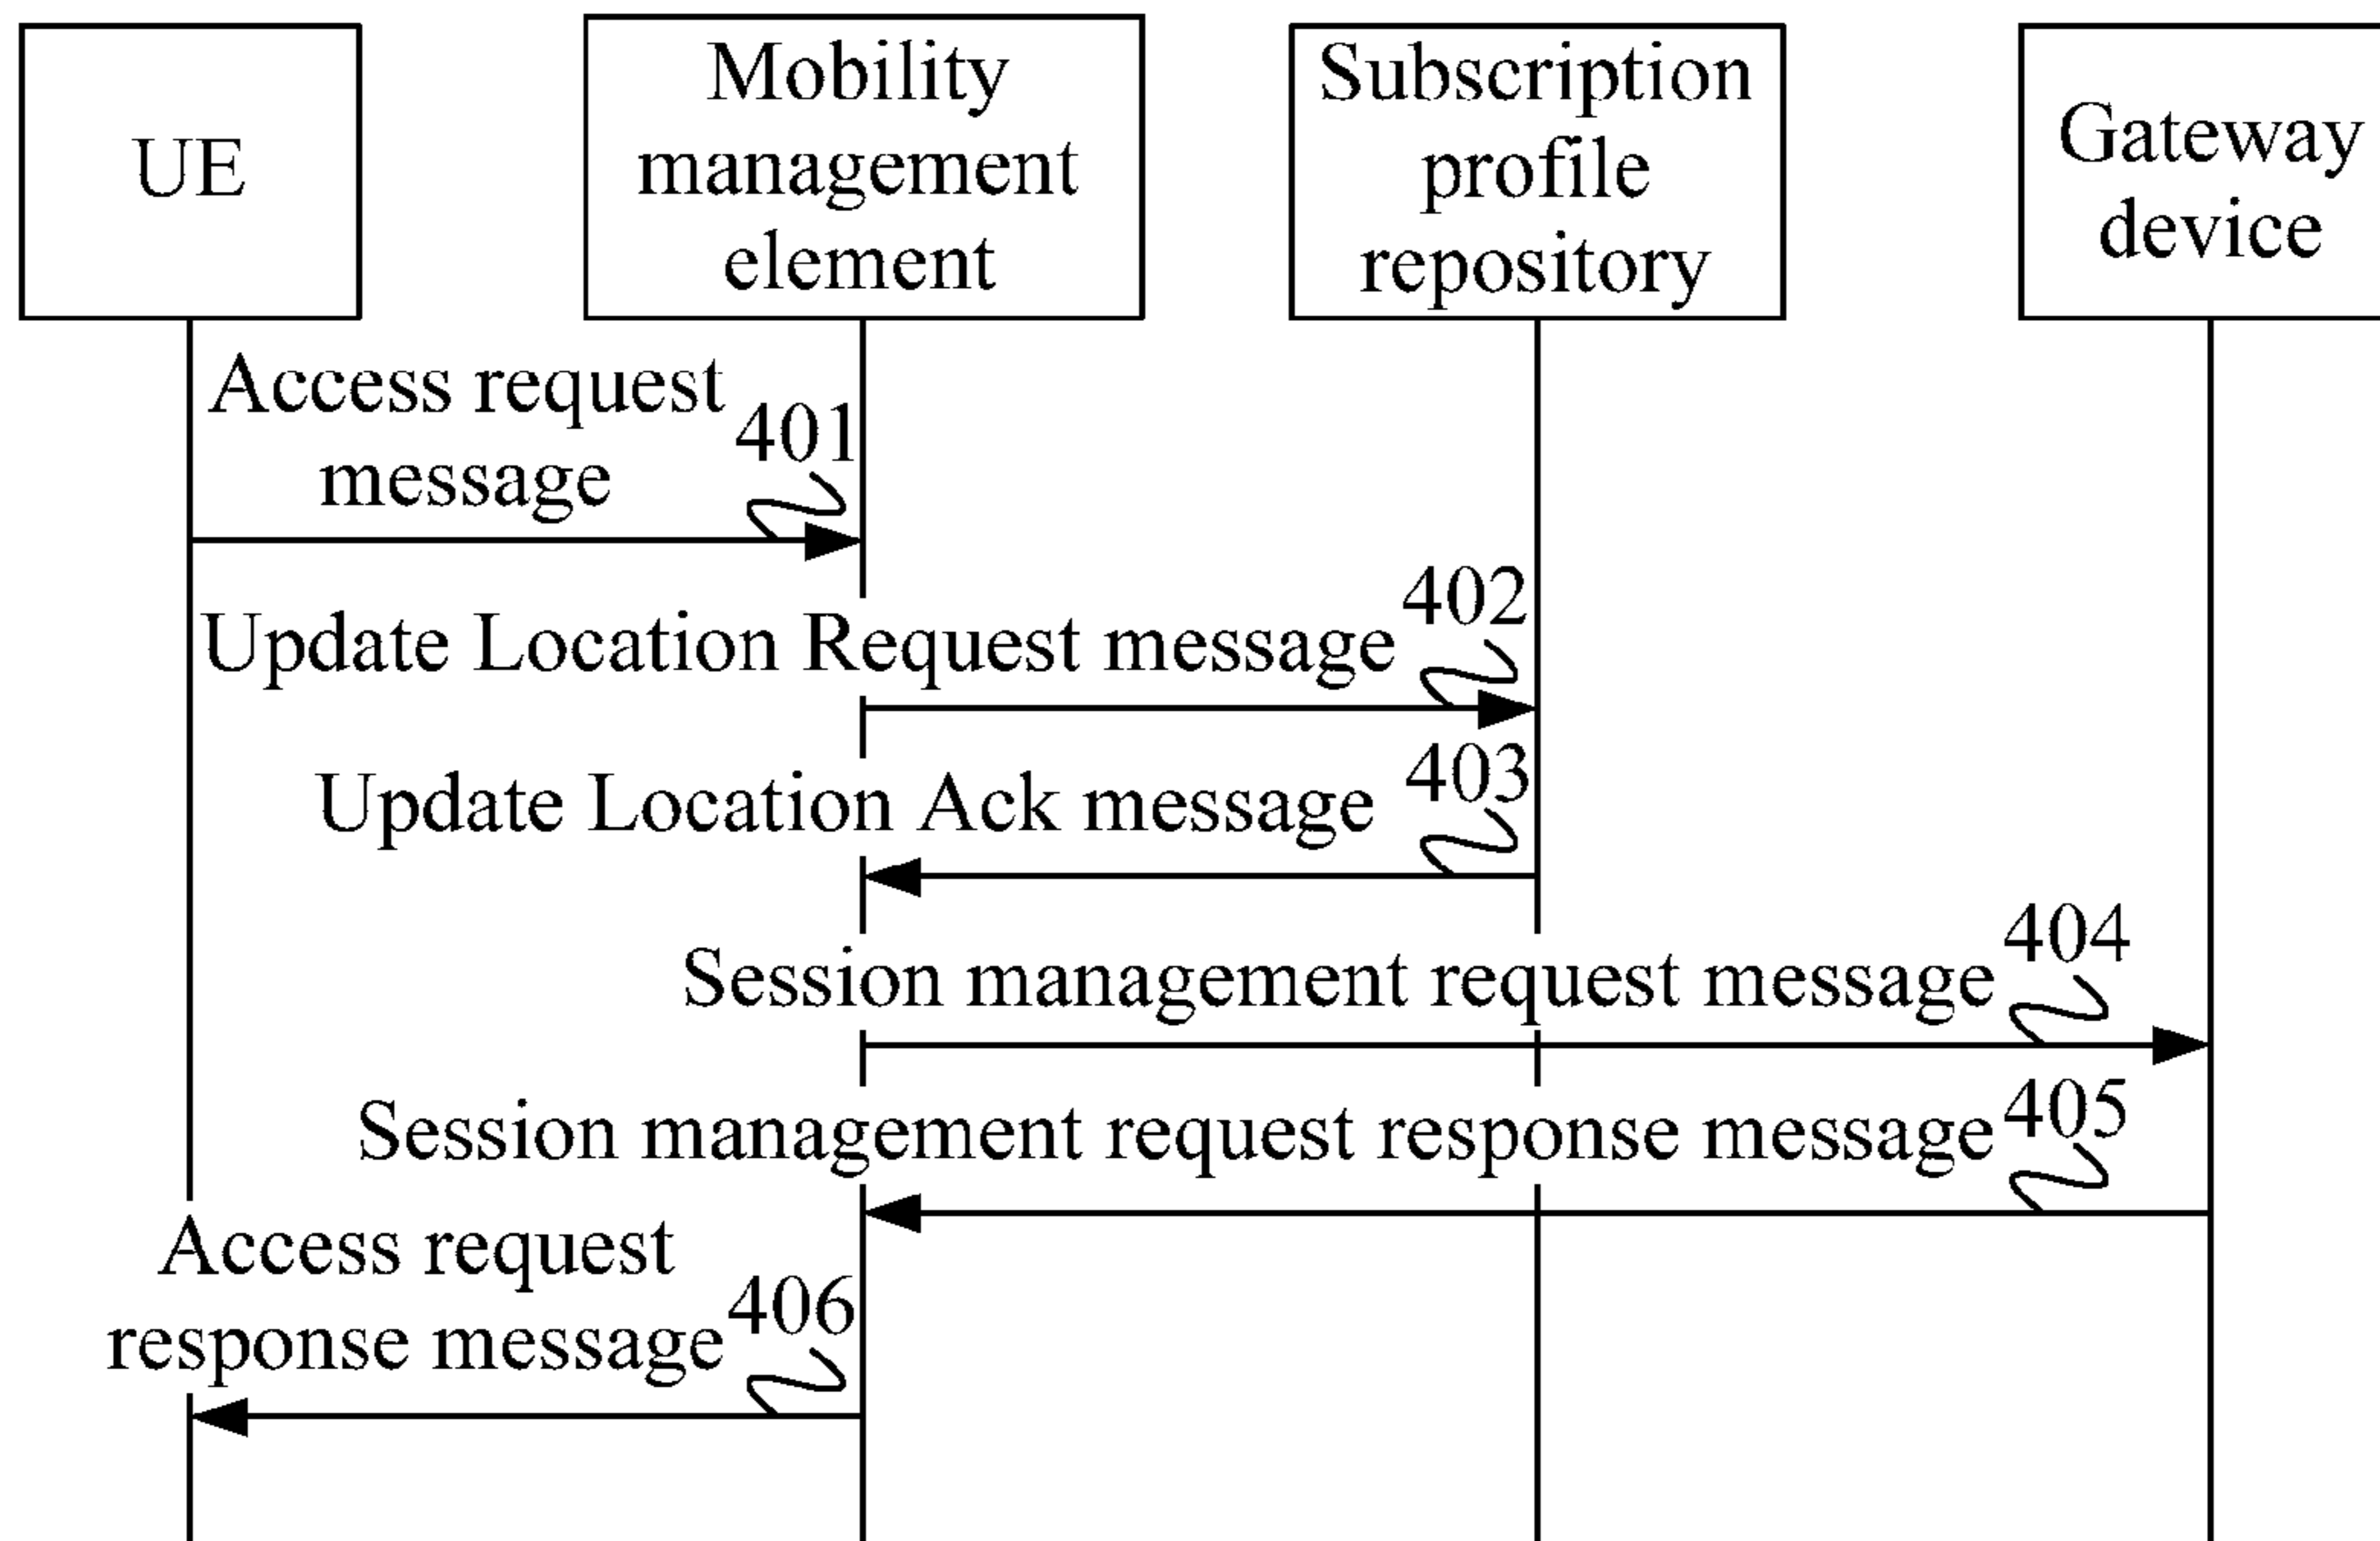 UE
Mobility
management
element
Subscription
profile
repository
Gateway
device
Access request
message
401
Update Location Request message
402
Update Location Ack message
403
Session management request message
404
Session management request response message
405
Access request
response message
406